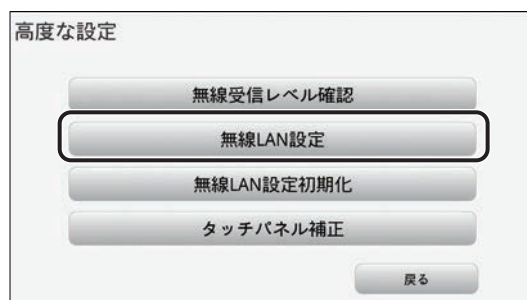 高度な設定
無線受信レベル確認
無線LAN設定
無線LAN設定初期化
タッチパネル補正
戻る